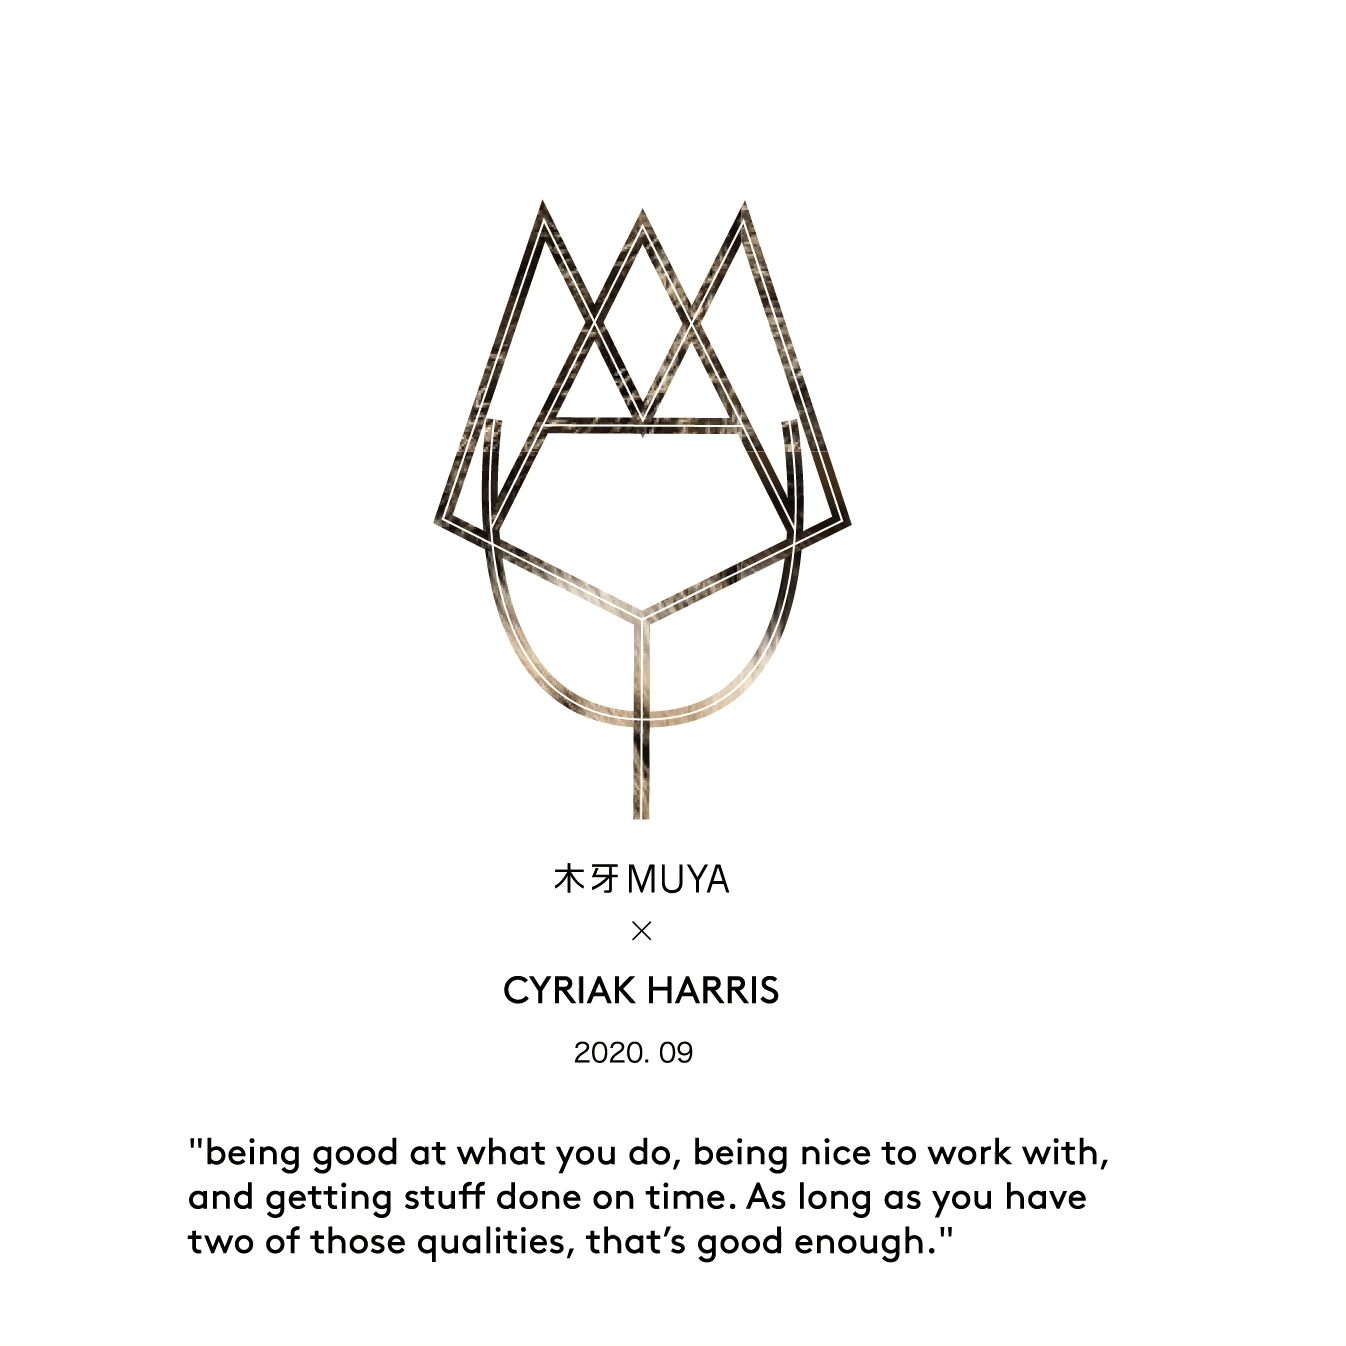 木牙MUYA
×
CYRIAK HARRIS
2020. 09
"being good at what you do, being nice to work with,
and getting stuff done on time. As long as you have
two of those qualities, that’s good enough."